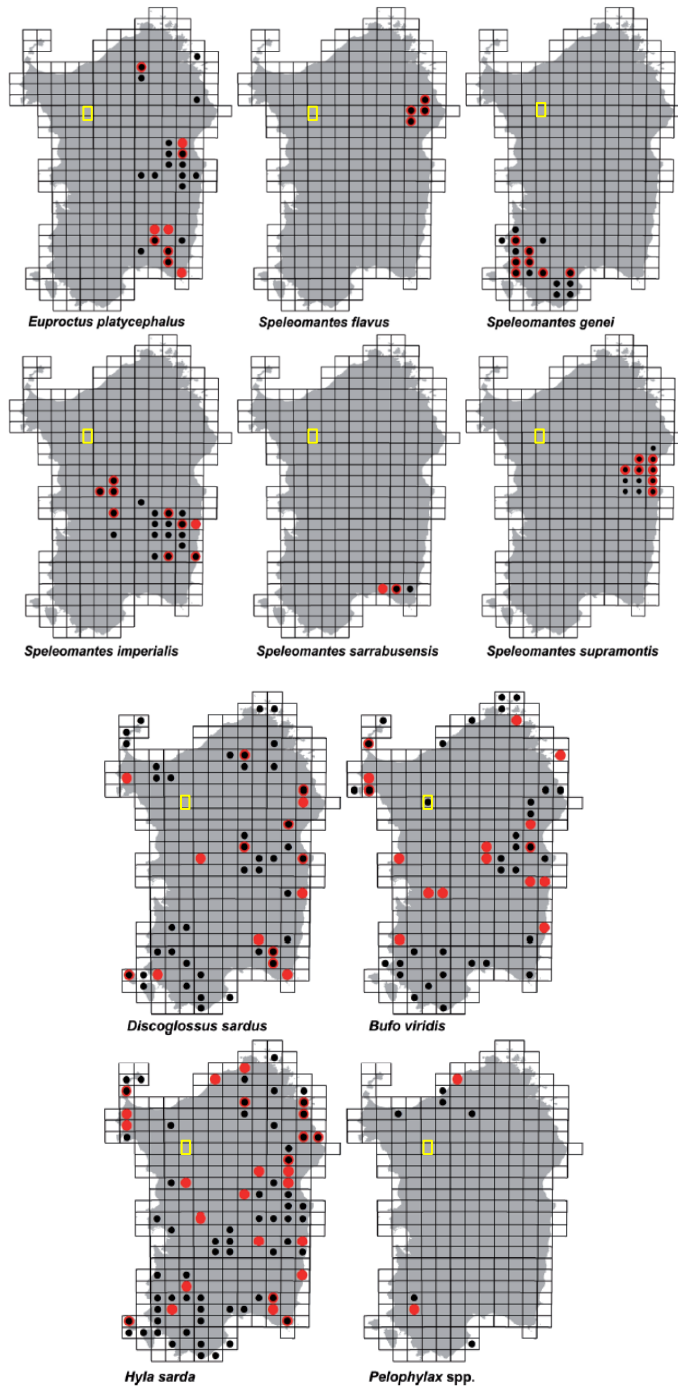 Euproctus platycephalus
Speleomantes flavus
Speleomantes genei
Speleomantes imperialis
Speleomantes sarrabusensis
Speleomantes supramontis
Discoglossus sardus
Bufo viridis
Hyla sarda
Pelophylax spp.